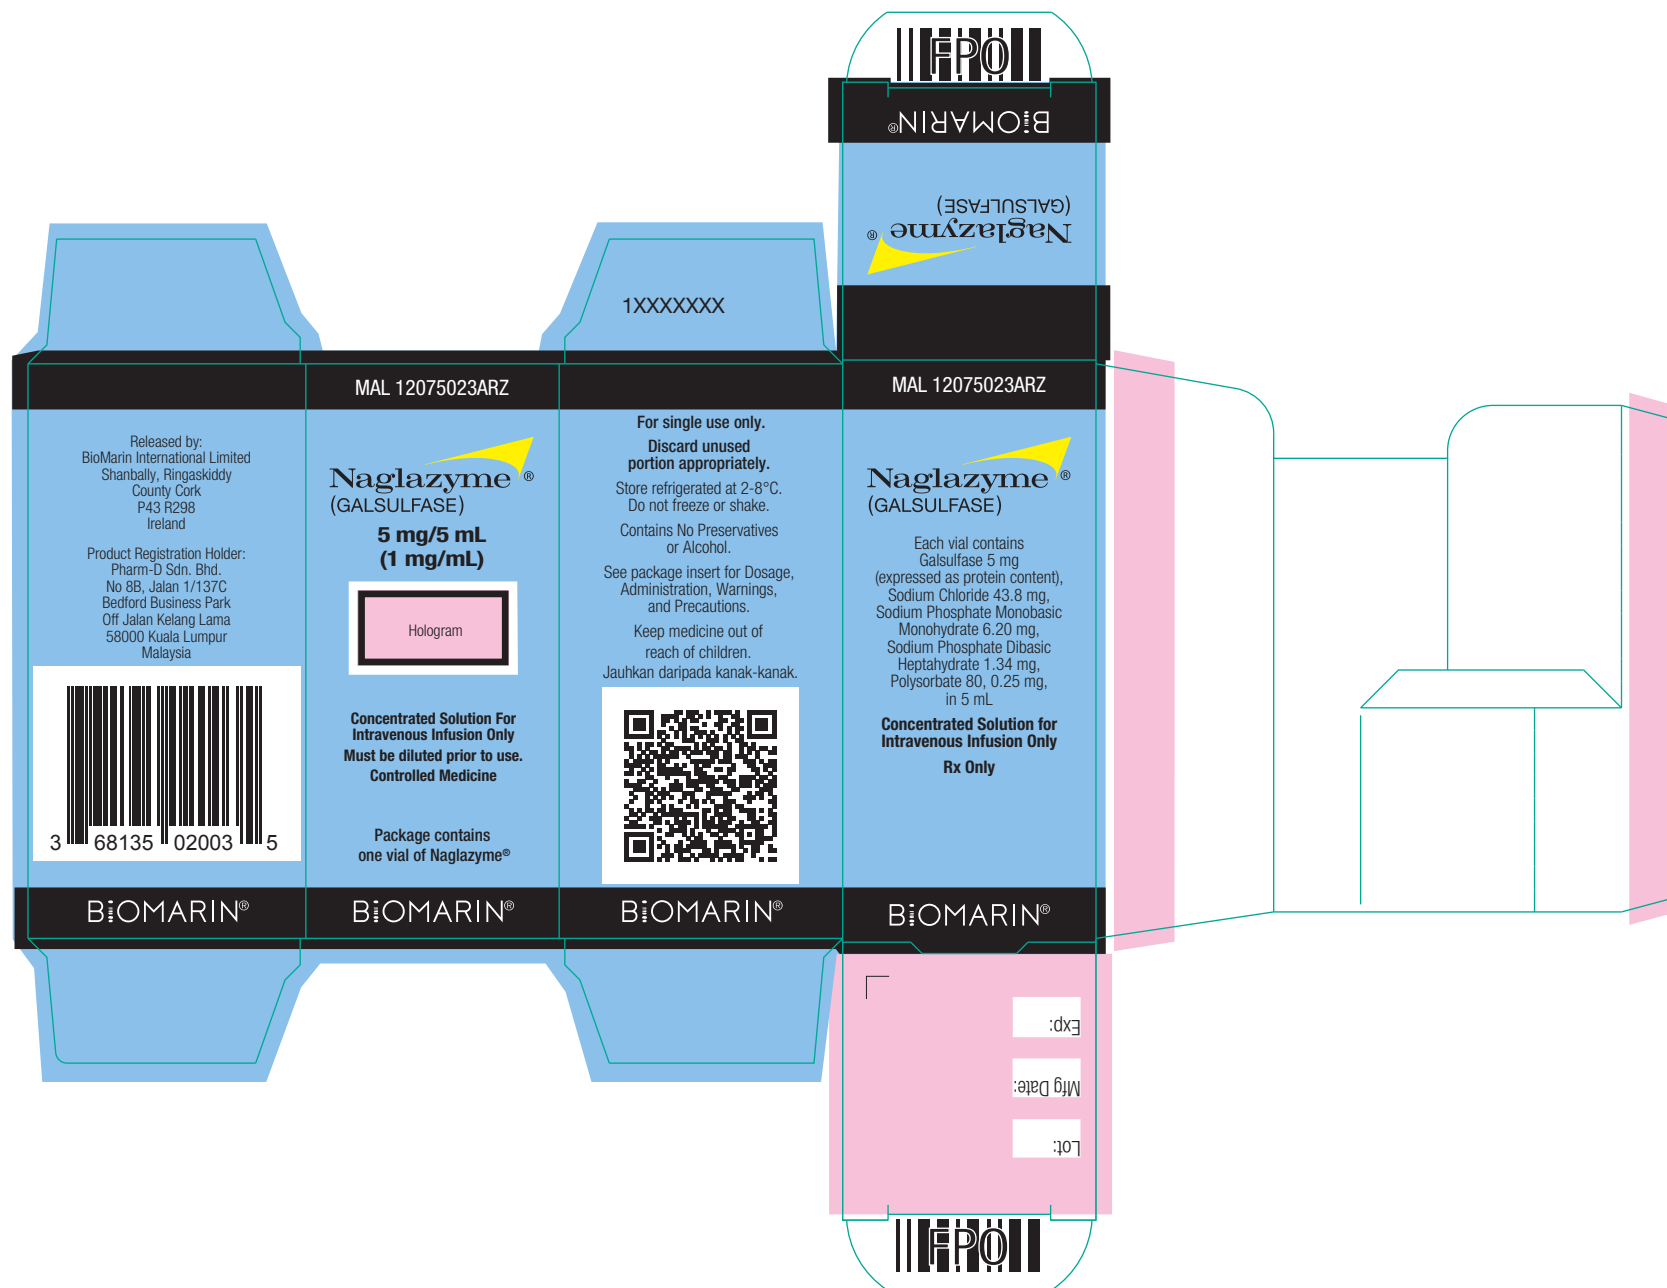 FPO
BiOMARIN®
Naglazyme®
(GALSULFASE)
1XXXXXXX
Released by:
BioMarin International Limited
Shanbally, Ringaskiddy
County Cork
P43 R298
Ireland
Product Registration Holder:
Pharm-D Sdn. Bhd.
No 8B, Jalan 1/137C
Bedford Business Park
Off Jalan Kelang Lama
58000 Kuala Lumpur
Malaysia
3 68135 02003 5
BiOMARIN®
MAL 12075023ARZ
Naglazyme®
(GALSULFASE)
5 mg/5 mL
(1 mg/mL)
Hologram
Concentrated Solution For
Intravenous Infusion Only
Must be diluted prior to use.
Controlled Medicine
Package contains
one vial of Naglazyme®
BiOMARIN®
For single use only.
Discard unused
portion appropriately.
Store refrigerated at 2-8°C.
Do not freeze or shake.
Contains No Preservatives
or Alcohol.
See package insert for Dosage,
Administration, Warnings,
and Precautions.
Keep medicine out of
reach of children.
Jauhkan daripada kanak-kanak.
BiOMARIN®
MAL 12075023ARZ
Naglazyme®
(GALSULFASE)
Each vial contains
Galsulfase 5 mg
(expressed as protein content),
Sodium Chloride 43.8 mg,
Sodium Phosphate Monobasic
Monohydrate 6.20 mg,
Sodium Phosphate Dibasic
Heptahydrate 1.34 mg,
Polysorbate 80, 0.25 mg,
in 5 mL
Concentrated Solution for
Intravenous Infusion Only
Rx Only
BiOMARIN®
Exp:
Mfg Date:
Lot:
FPO